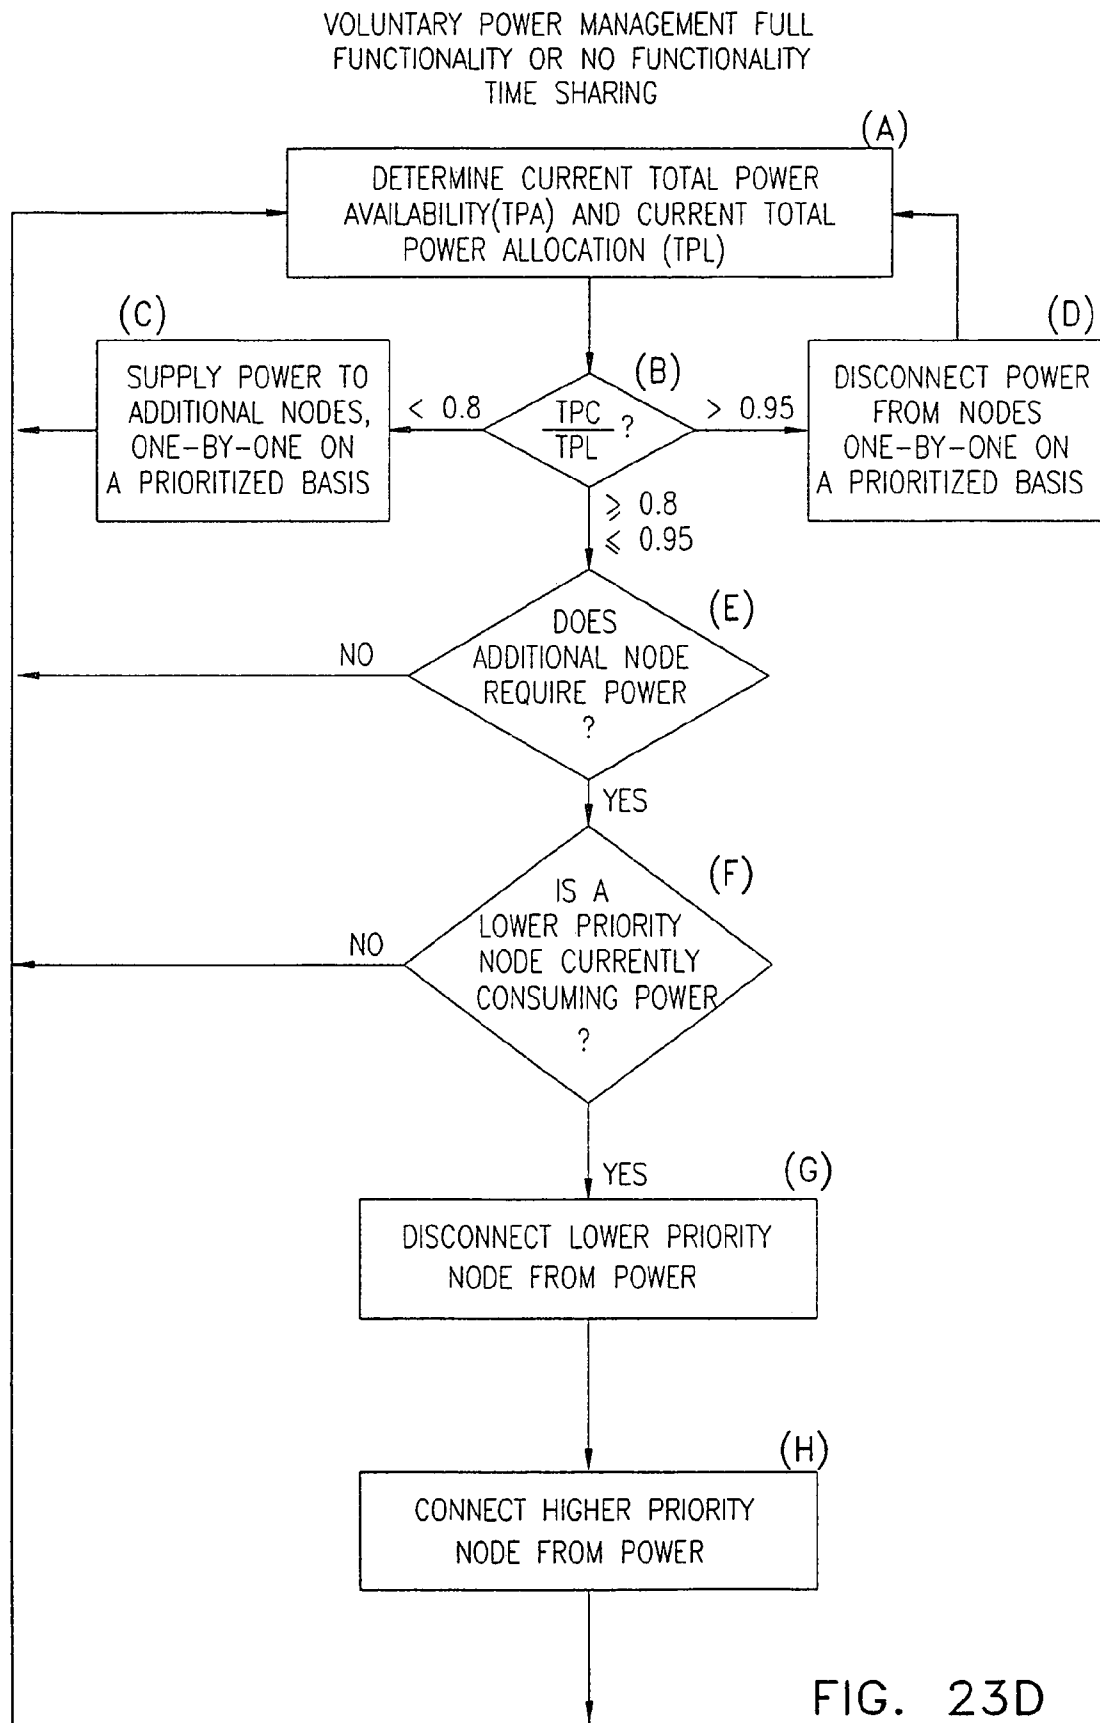 VOLUNTARY POWER MANAGEMENT FULL
FUNCTIONALITY OR NO FUNCTIONALITY
TIME SHARING
(A)
DETERMINE CURRENT TOTAL POWER
AVAILABILITY(TPA) AND CURRENT TOTAL
POWER ALLOCATION (TPL)
(C)
SUPPLY POWER TO
ADDITIONAL NODES,
ONE-BY-ONE ON
A PRIORITIZED BASIS
< 0.8
(B)
TPC
TPL
?
> 0.95
(D)
DISCONNECT POWER
FROM NODES
ONE-BY-ONE ON
A PRIORITIZED BASIS
⩾ 0.8
⩽ 0.95
(E)
DOES
ADDITIONAL NODE
REQUIRE POWER
?
NO
YES
(F)
IS A
LOWER PRIORITY
NODE CURRENTLY
CONSUMING POWER
?
NO
YES
(G)
DISCONNECT LOWER PRIORITY
NODE FROM POWER
(H)
CONNECT HIGHER PRIORITY
NODE FROM POWER
FIG. 23D